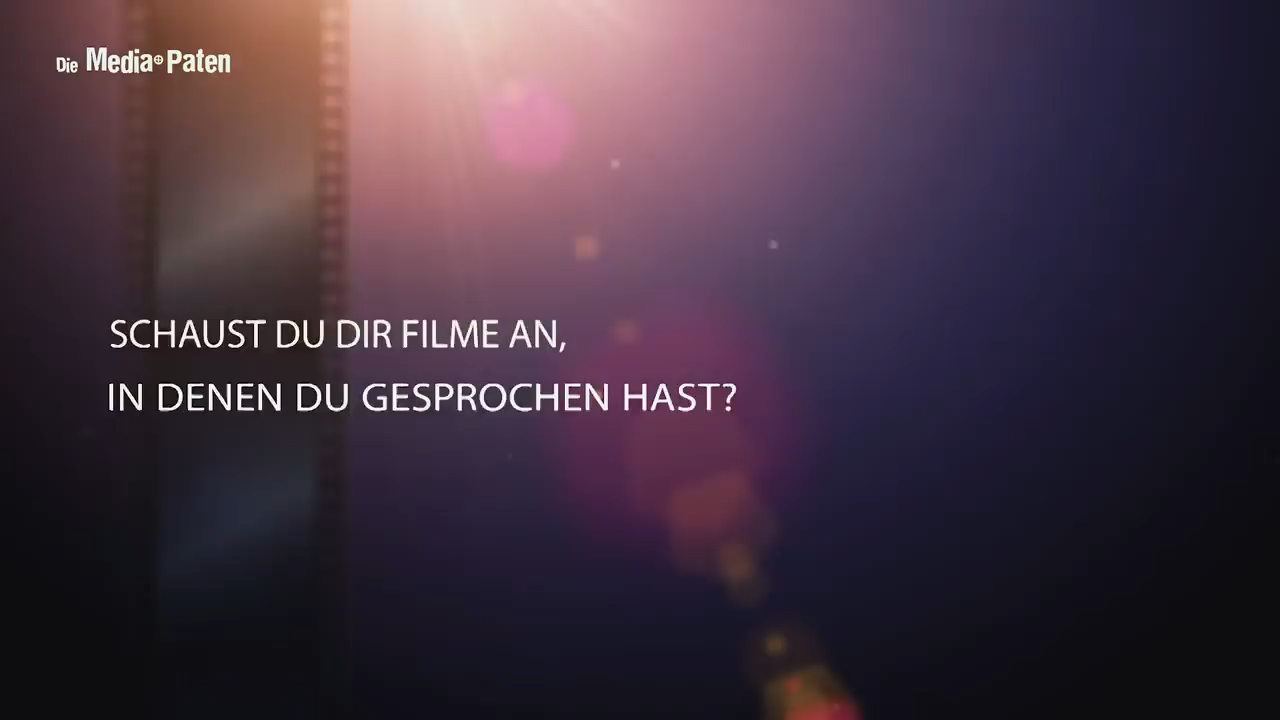 Die Media Paten
SCHAUST DU DIR FILME AN,
IN DENEN DU GESPROCHEN HAST?